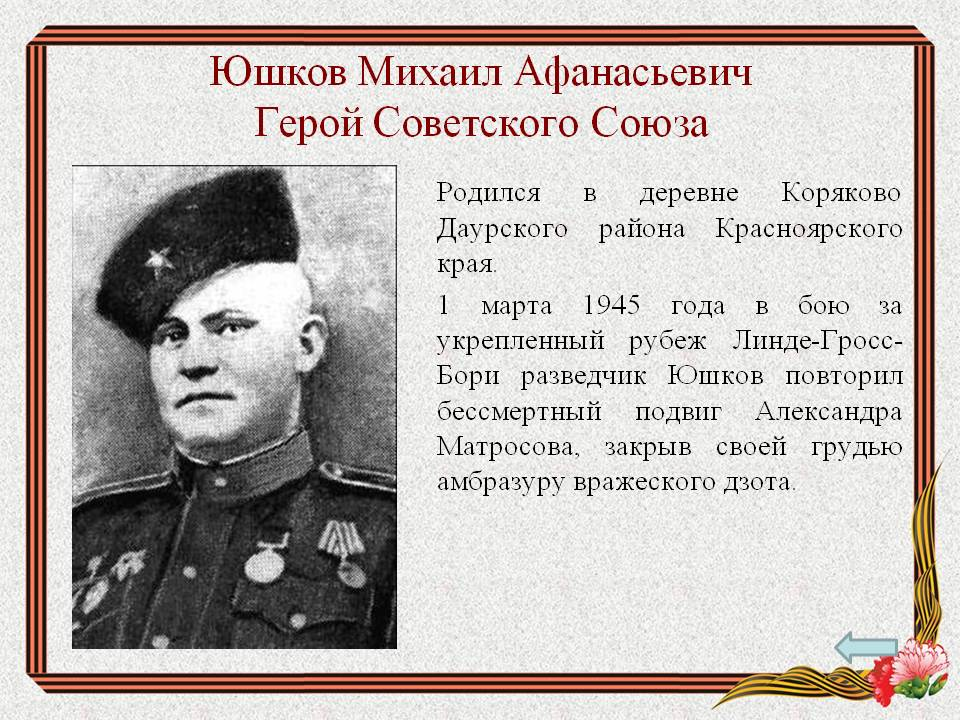 Юшков Михаил Афанасьевич
Герой Советского Союза
Родился в деревне Коряково
Даурского района Красноярского
края.
1 марта 1945 года в бою за
укрепленный рубеж Линде-Гросс-
Бори разведчик Юшков повторил
бессмертный подвиг Александра
Матросова, закрыв своей грудью
амбразуру вражеского дзота.